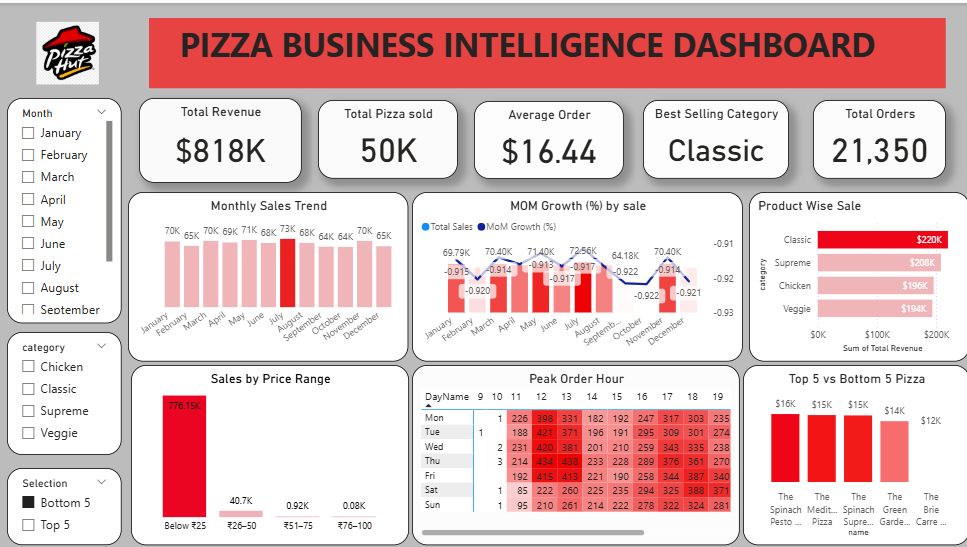 Pizza Hut
PIZZA BUSINESS INTELLIGENCE DASHBOARD
Month
January
February
March
April
May
June
July
August
September
Total Revenue
$818K
Total Pizza sold
50K
Average Order
$16.44
Best Selling Category
Classic
Total Orders
21,350
Monthly Sales Trend
70K 65K 70K 69K 71K 68K 73K 68K 64K 64K 70K 65K
January February March April May June July August September October November December
MOM Growth (%) by sale
Total Sales MoM Growth (%)
69.79K 70.40K 71.40K 72.56K 64.18K 70.40K
-0.915 -0.920 -0.914 -0.913 -0.917 -0.917 -0.922 -0.922 -0.914 -0.921
-0.91
-0.92
-0.93
January February March April May June July August Septemb... October November December
Product Wise Sale
category
Classic $220K
Supreme $208K
Chicken $196K
Veggie $194K
$0K $100K $200K
Sum of Total Revenue
category
Chicken
Classic
Supreme
Veggie
Selection
Bottom 5
Top 5
Sales by Price Range
776.15K 40.7K 0.92K 0.08K
Below ₹25 ₹26–50 ₹51–75 ₹76–100
Peak Order Hour
DayName 9 10 11 12 13 14 15 16 17 18 19
Mon 1 226 398 331 182 192 247 317 303 235
Tue 1 188 421 371 196 191 295 309 301 274
Wed 2 231 420 381 201 210 259 343 335 238
Thu 3 214 434 438 233 228 289 376 361 270
Fri 192 415 413 221 190 258 344 387 340
Sat 1 85 222 260 225 235 294 325 388 371
Sun 1 95 210 261 214 222 278 322 324 281
Top 5 vs Bottom 5 Pizza
$16K $15K $15K $14K $12K
The Spinach Pesto ...
The Medit... Pizza
The Spinach Supre...
The Green Garde...
The Brie Carre ...
name